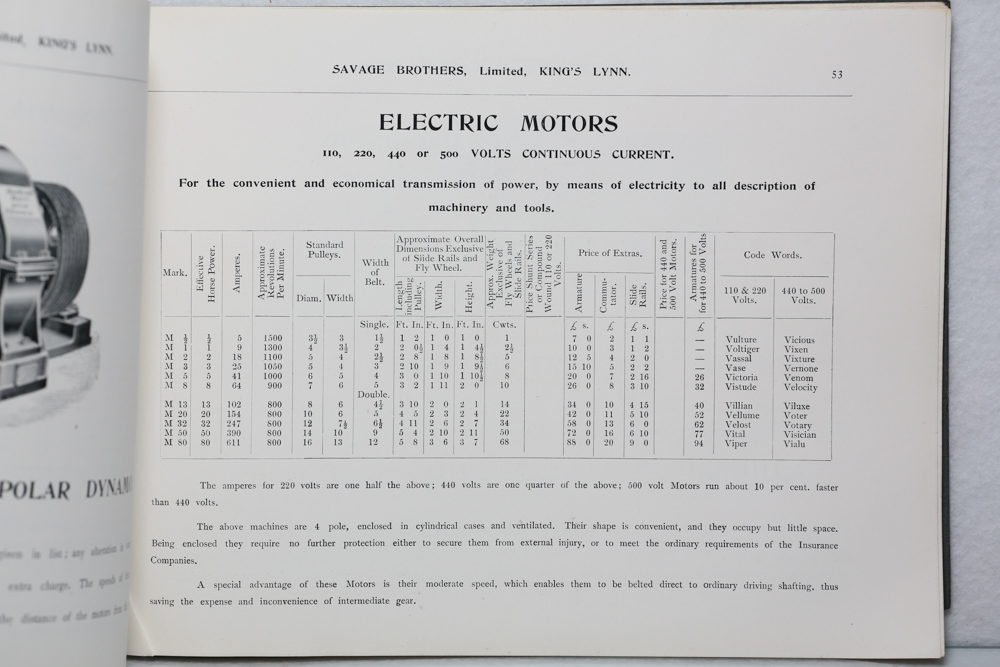 KING'S LYNN.
SAVAGE BROTHERS, Limited, KING'S LYNN.
53
ELECTRIC MOTORS
110, 220, 440 or 500 VOLTS CONTINUOUS CURRENT.
For the convenient and economical transmission of power, by means of electricity to all description of
machinery and tools.
Mark. Effective Horse Power. Amperes. Approximate Revolutions Per Minute. Standard Pulleys. Diam. Width Width of Belt. Approximate Overall Dimensions Exclusive of Slide Rails and Fly Wheel. Length including Pulley. Width. Height. Approx. Weight Exclusive of Fly Wheels and Slide Rails. Price Shunt Series or Compound Wound 110 or 220 Volts. Price of Extras. Armature Commutator. Slide Rails. Price for 440 and 500 Volt Motors. Armatures for 440 to 500 Volts Code Words. 110 & 220 Volts. 440 to 500 Volts.
Single. Ft. In. Ft. In. Ft. In. Cwts. £ s. £ £ s. £
M ½ ½ 5 1500 3½ 3 1½ 1 2 1 0 1 0 1 7 0 2 1 1 — Vulture Vicious
M 1 1 9 1300 4 3½ 2 2 0½ 1 4 1 4½ 2½ 10 0 3 1 2 — Voltiger Vixen
M 2 2 18 1100 5 4 2½ 2 8 1 8 1 8½ 5 12 5 4 2 0 — Vassal Vixture
M 3 3 25 1050 5 4 3 2 10 1 9 1 9½ 6 15 10 5 2 2 — Vase Vernone
M 5 5 41 1000 6 5 4 3 0 1 10 1 10½ 8 20 0 7 2 16 26 Victoria Venom
M 8 8 64 900 7 6 5 3 2 1 11 2 0 10 26 0 8 3 10 32 Vistude Velocity
Double.
M 13 13 102 800 8 6 4½ 3 10 2 0 2 1 14 34 0 10 4 15 40 Villian Viluxe
M 20 20 154 800 10 6 5 4 5 2 3 2 4 22 42 0 11 5 10 52 Vellume Voter
M 32 32 247 800 12 7½ 6½ 4 11 2 6 2 7 34 58 0 13 6 0 62 Velost Votary
M 50 50 390 800 14 10 9 5 4 2 10 2 11 50 72 0 16 6 10 77 Vital Visician
M 80 80 611 800 16 13 12 5 8 3 6 3 7 68 88 0 20 9 0 94 Viper Vialu
The amperes for 220 volts are one half the above; 440 volts are one quarter of the above; 500 volt Motors run about 10 per cent. faster
than 440 volts.
The above machines are 4 pole, enclosed in cylindrical cases and ventilated. Their shape is convenient, and they occupy but little space.
Being enclosed they require no further protection either to secure them from external injury, or to meet the ordinary requirements of the Insurance
Companies.
A special advantage of these Motors is their moderate speed, which enables them to be belted direct to ordinary driving shafting, thus
saving the expense and inconvenience of intermediate gear.
POLAR DYNAM
given in list; any alteration is
extra charge. The speeds of
the distance of the motors from